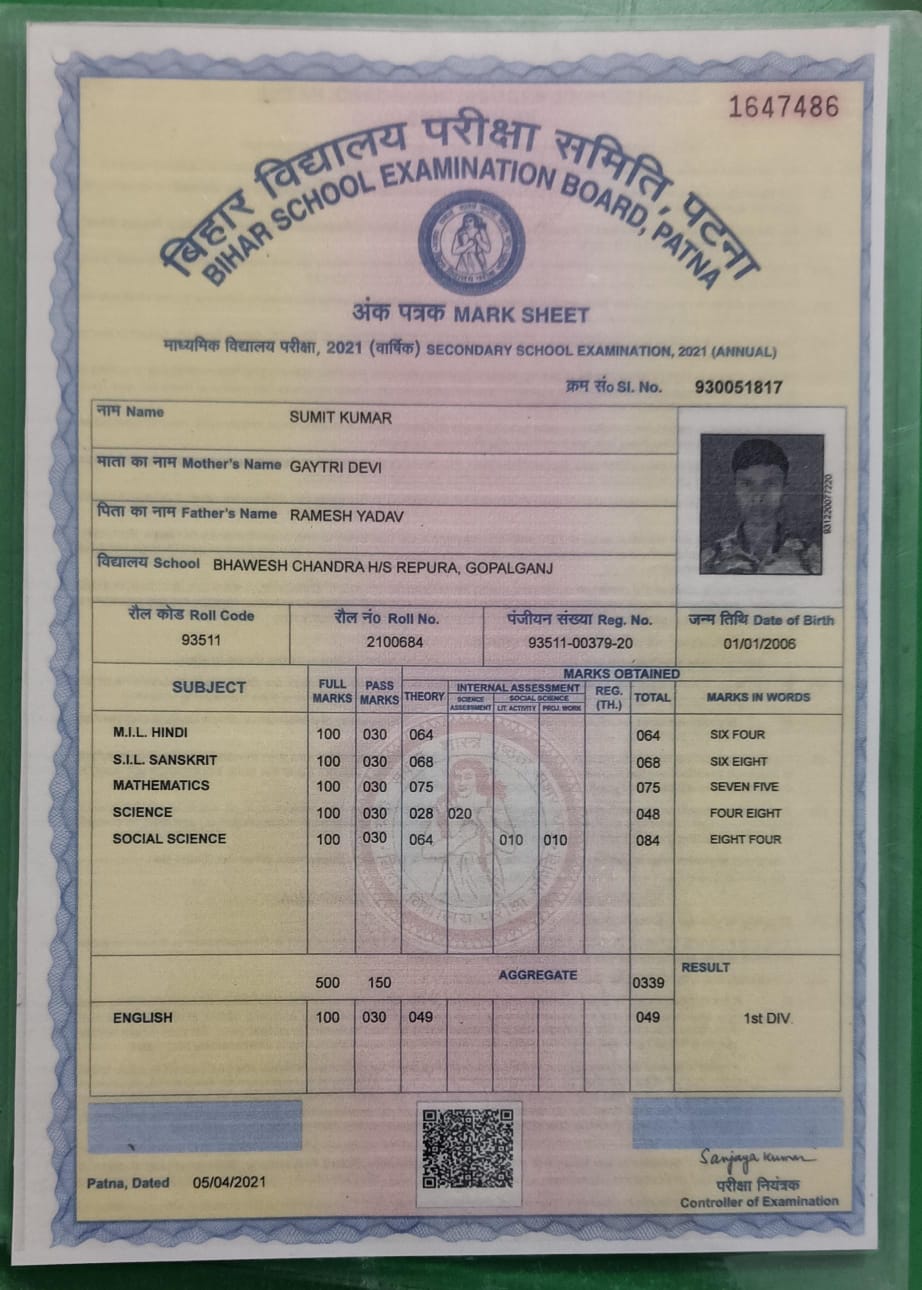 1647486
बिहार विद्यालय परीक्षा समिति, पटना
BIHAR SCHOOL EXAMINATION BOARD, PATNA
अंक पत्रक MARK SHEET
माध्यमिक विद्यालय परीक्षा, 2021 (वार्षिक) SECONDARY SCHOOL EXAMINATION, 2021 (ANNUAL)
क्रम सं० Sl. No. 930051817
नाम Name SUMIT KUMAR
माता का नाम Mother's Name GAYTRI DEVI
पिता का नाम Father's Name RAMESH YADAV
931220077220
विद्यालय School BHAWESH CHANDRA H/S REPURA, GOPALGANJ
रौल कोड Roll Code रौल नं० Roll No. पंजीयन संख्या Reg. No. जन्म तिथि Date of Birth
93511 2100684 93511-00379-20 01/01/2006
MARKS OBTAINED
SUBJECT FULL MARKS PASS MARKS THEORY INTERNAL ASSESSMENT REG. (TH.) TOTAL MARKS IN WORDS
SCIENCE ASSESSMENT SOCIAL SCIENCE LIT. ACTIVITY PROJ. WORK
M.I.L. HINDI 100 030 064 064 SIX FOUR
S.I.L. SANSKRIT 100 030 068 068 SIX EIGHT
MATHEMATICS 100 030 075 075 SEVEN FIVE
SCIENCE 100 030 028 020 048 FOUR EIGHT
SOCIAL SCIENCE 100 030 064 010 010 084 EIGHT FOUR
500 150 AGGREGATE 0339 RESULT
ENGLISH 100 030 049 049 1st DIV.
Sanjaya Kumar
Patna, Dated 05/04/2021
परीक्षा नियंत्रक
Controller of Examination